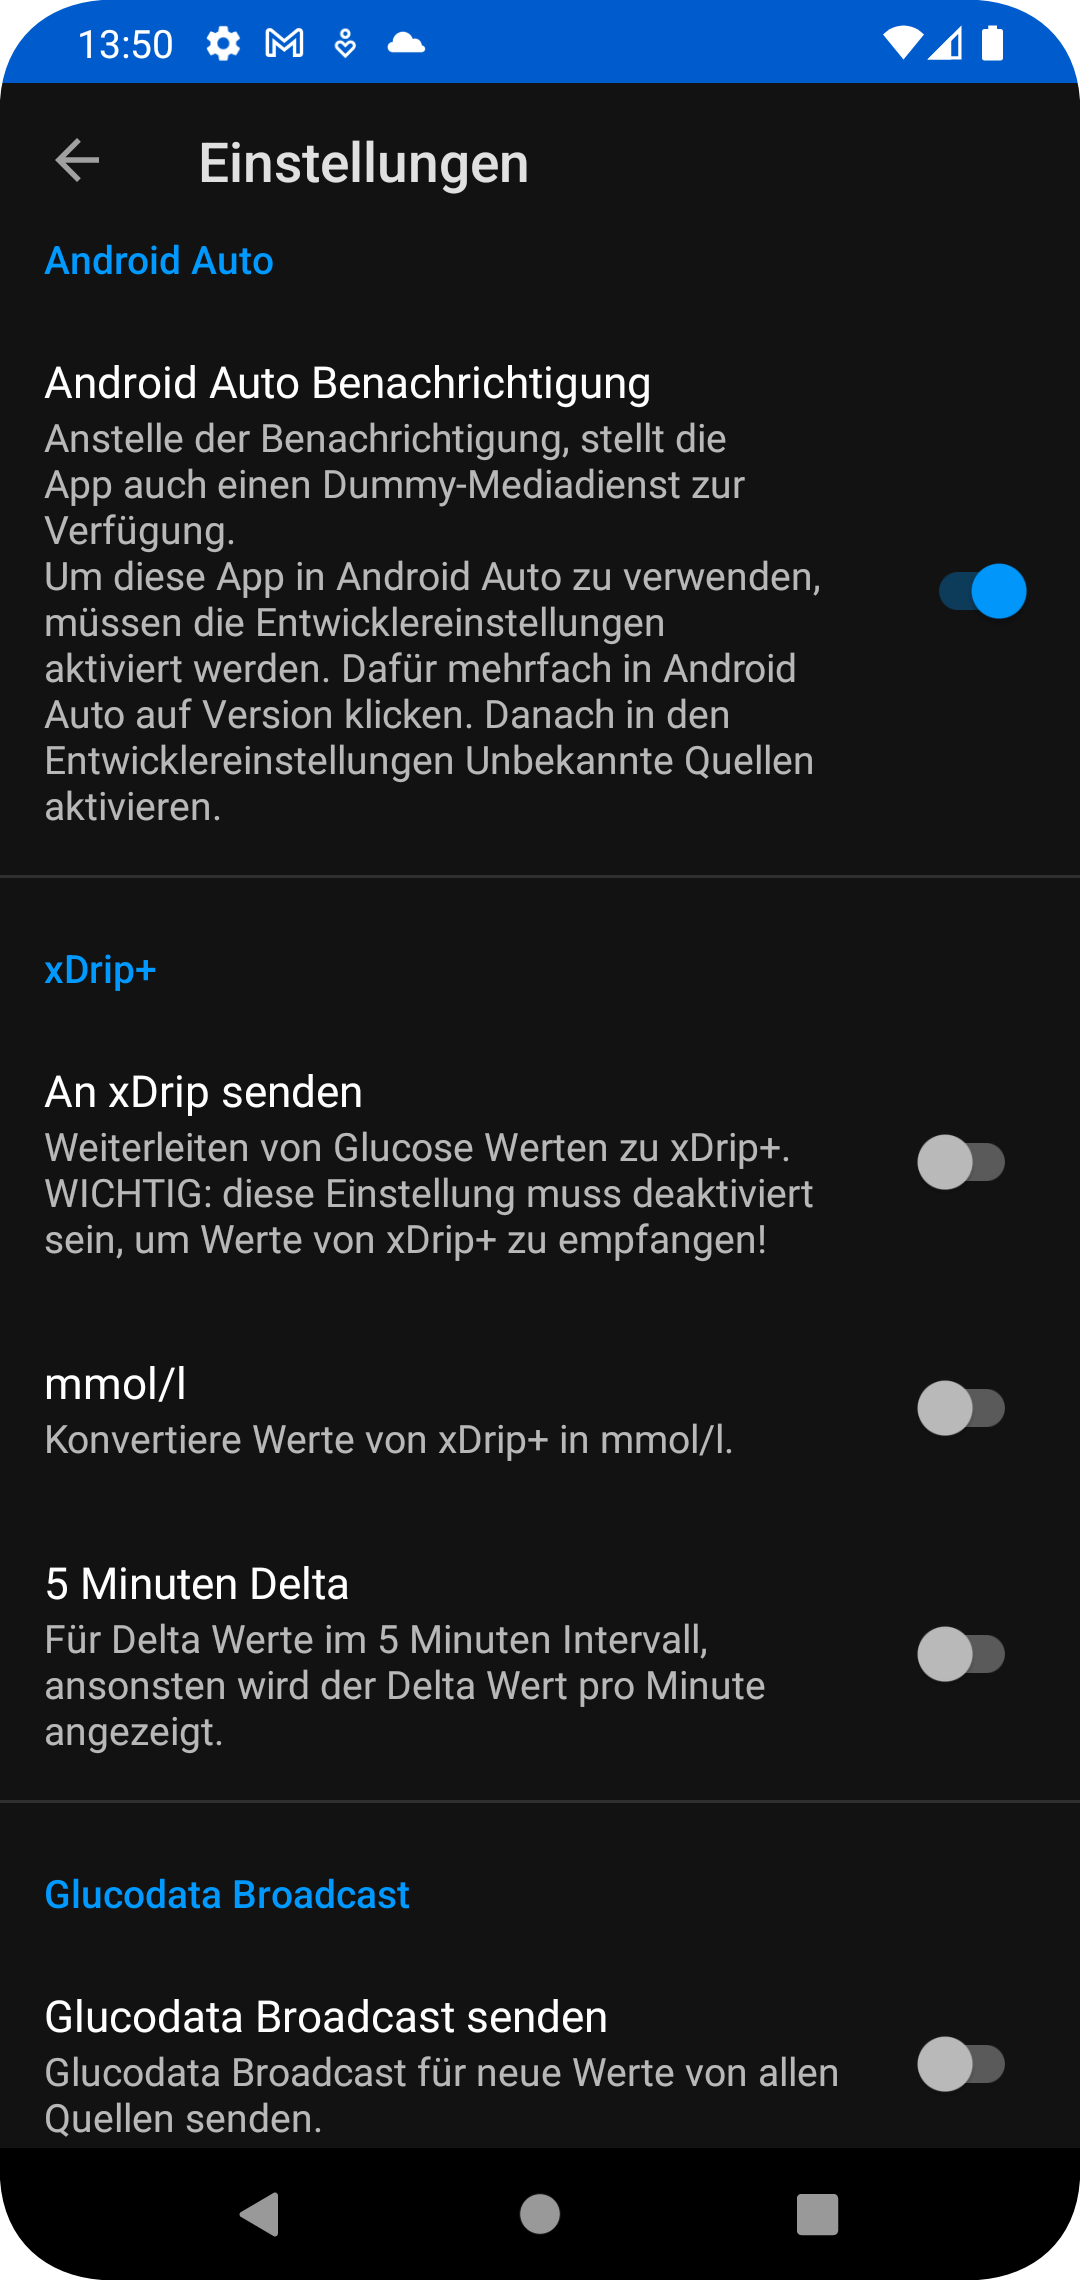 13:50
Einstellungen
Android Auto
Android Auto Benachrichtigung
Anstelle der Benachrichtigung, stellt die
App auch einen Dummy-Mediadienst zur
Verfügung.
Um diese App in Android Auto zu verwenden,
müssen die Entwicklereinstellungen
aktiviert werden. Dafür mehrfach in Android
Auto auf Version klicken. Danach in den
Entwicklereinstellungen Unbekannte Quellen
aktivieren.
xDrip+
An xDrip senden
Weiterleiten von Glucose Werten zu xDrip+.
WICHTIG: diese Einstellung muss deaktiviert
sein, um Werte von xDrip+ zu empfangen!
mmol/l
Konvertiere Werte von xDrip+ in mmol/l.
5 Minuten Delta
Für Delta Werte im 5 Minuten Intervall,
ansonsten wird der Delta Wert pro Minute
angezeigt.
Glucodata Broadcast
Glucodata Broadcast senden
Glucodata Broadcast für neue Werte von allen
Quellen senden.